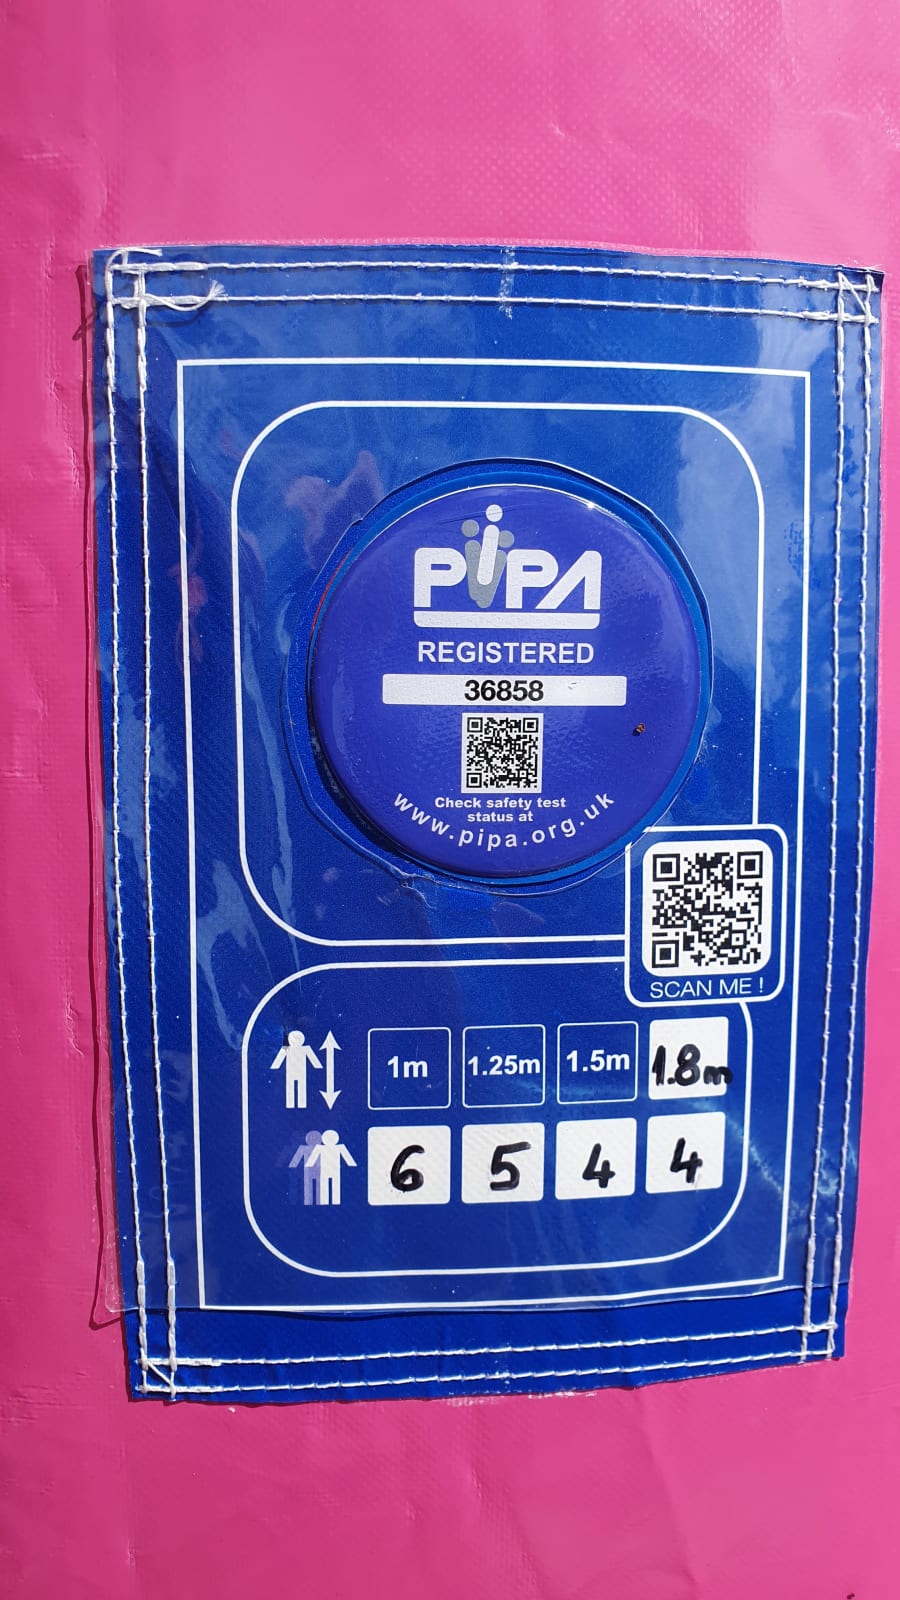 PiPA
REGISTERED
36858
Check safety test
status at
www.pipa.org.uk
SCAN ME !
1m 1.25m 1.5m 1.8m
6 5 4 4